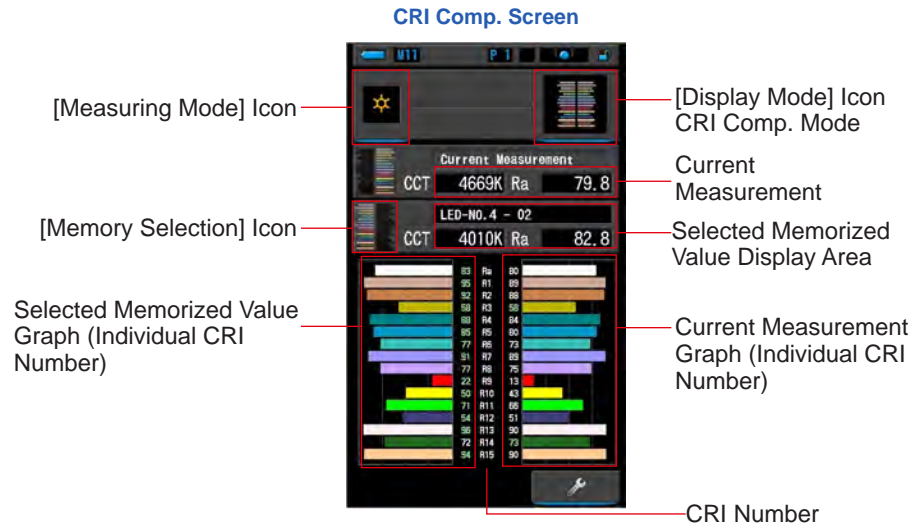 CRI Comp. Screen
M11 P 1
[Measuring Mode] Icon
[Display Mode] Icon
CRI Comp. Mode
Current Measurement
CCT 4669K Ra 79.8
Current
Measurement
[Memory Selection] Icon
LED-NO.4 - 02
CCT 4010K Ra 82.8
Selected Memorized
Value Display Area
Selected Memorized Value
Graph (Individual CRI
Number)
83 Ra 80
95 R1 89
92 R2 88
58 R3 58
88 R4 84
85 R5 80
77 R6 73
91 R7 89
77 R8 75
22 R9 13
50 R10 43
71 R11 66
54 R12 51
96 R13 90
72 R14 73
94 R15 90
Current Measurement
Graph (Individual CRI
Number)
CRI Number